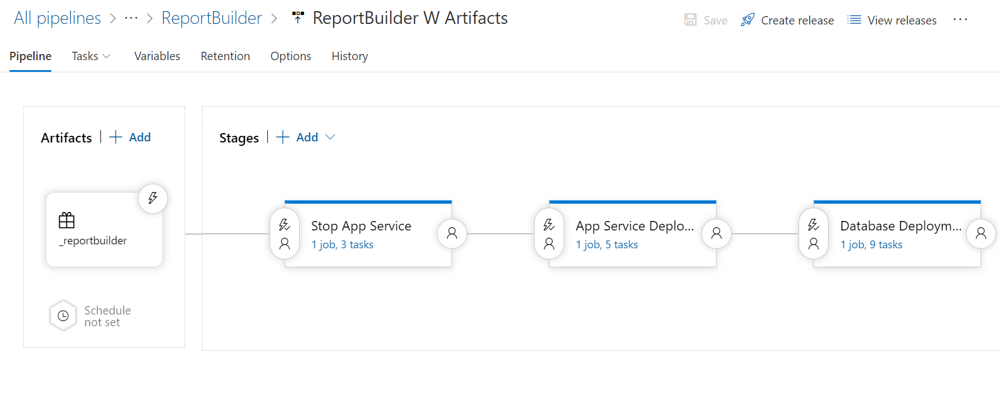 All pipelines > ··· > ReportBuilder > ReportBuilder W Artifacts
Save Create release View releases ···
Pipeline Tasks Variables Retention Options History
Artifacts | + Add
Stages | + Add
_reportbuilder
Schedule
not set
Stop App Service
1 job, 3 tasks
App Service Deplo...
1 job, 5 tasks
Database Deploym...
1 job, 9 tasks